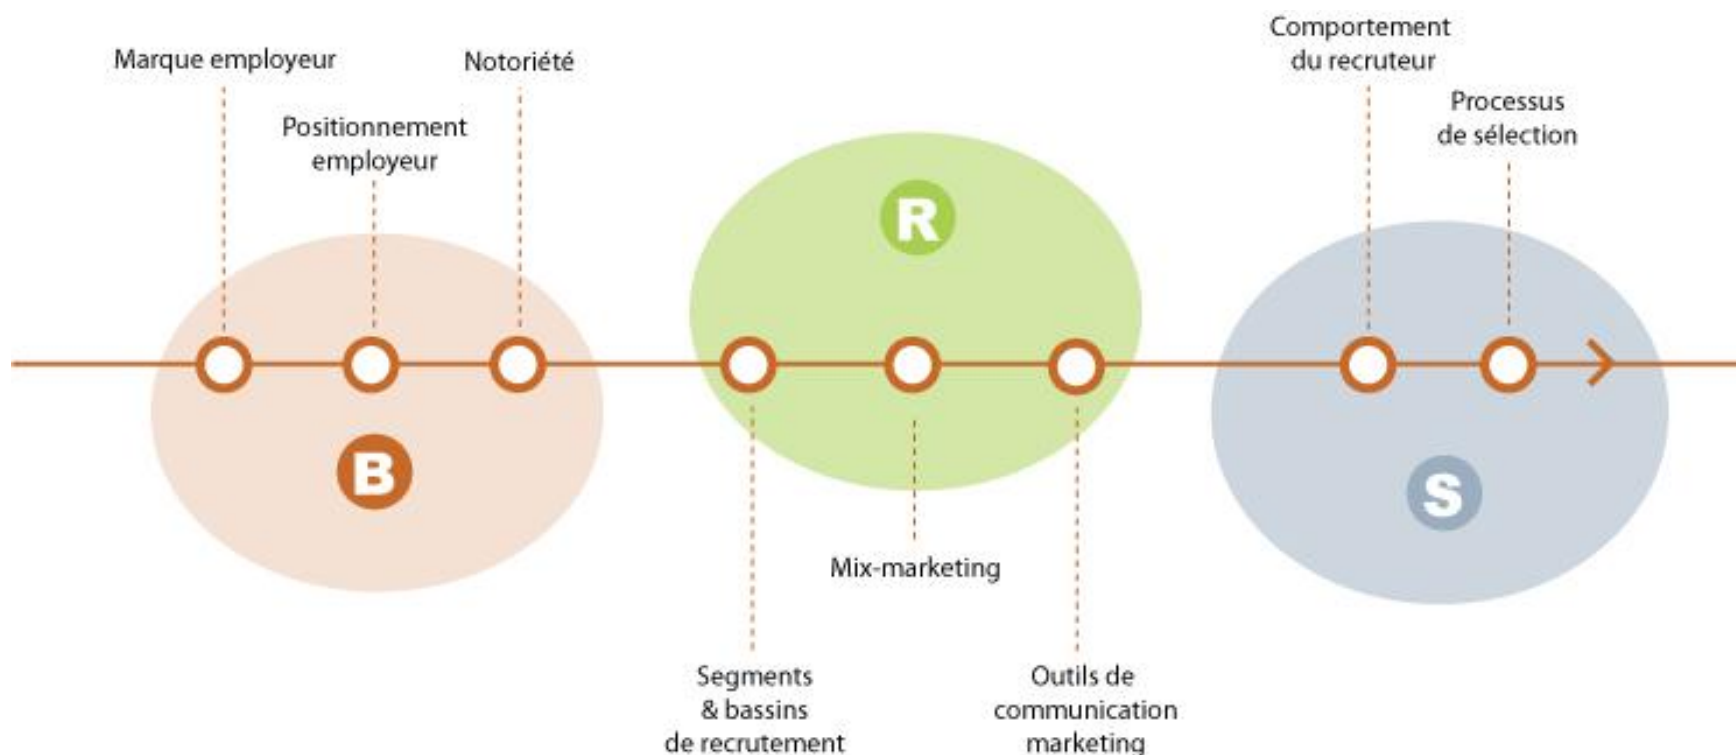 Marque employeur
Positionnement
employeur
Notoriété
B
R
Segments
& bassins
de recrutement
Mix-marketing
Outils de
communication
marketing
Comportement
du recruteur
Processus
de sélection
S